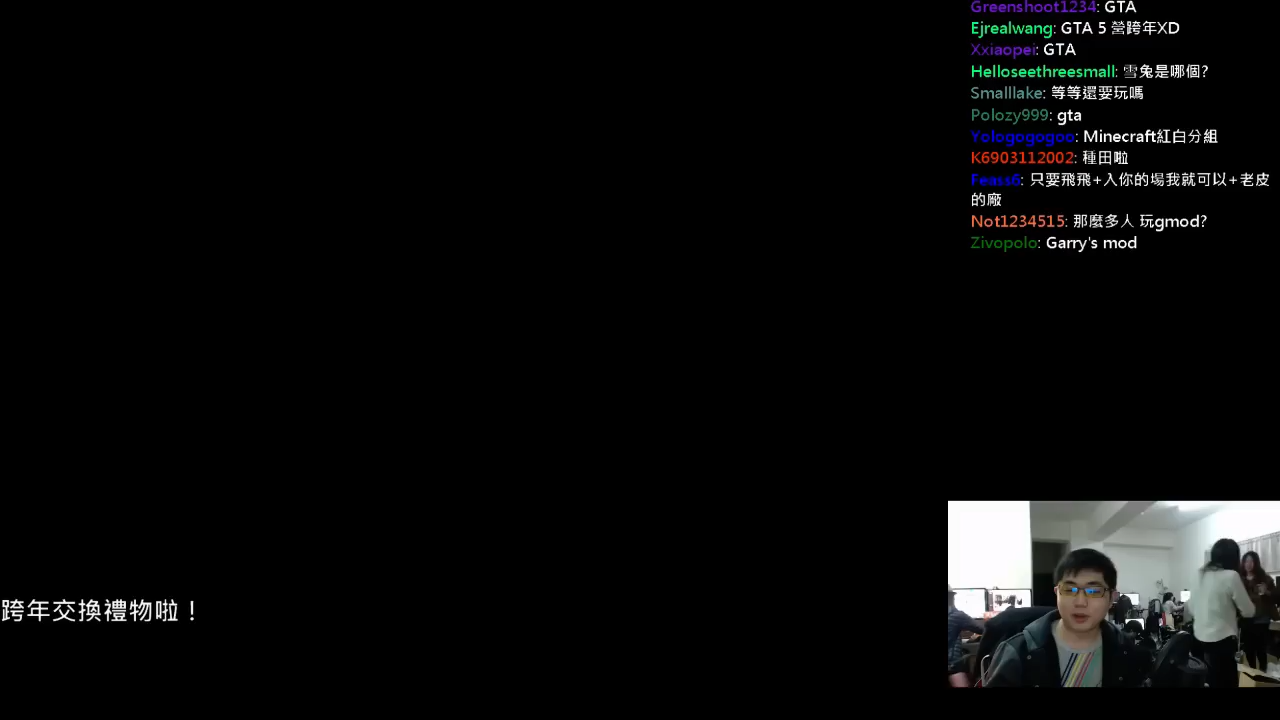 Greenshoot1234: GTA
Ejrealwang: GTA 5 營跨年XD
Xxiaopei: GTA
Helloseethreesmall: 雪兔是哪個?
Smalllake: 等等還要玩嗎
Polozy999: gta
Yologogogoo: Minecraft紅白分組
K6903112002: 種田啦
Feass6: 只要飛飛+入你的場我就可以+老皮
的廠
Not1234515: 那麼多人 玩gmod?
Zivopolo: Garry's mod
跨年交換禮物啦！